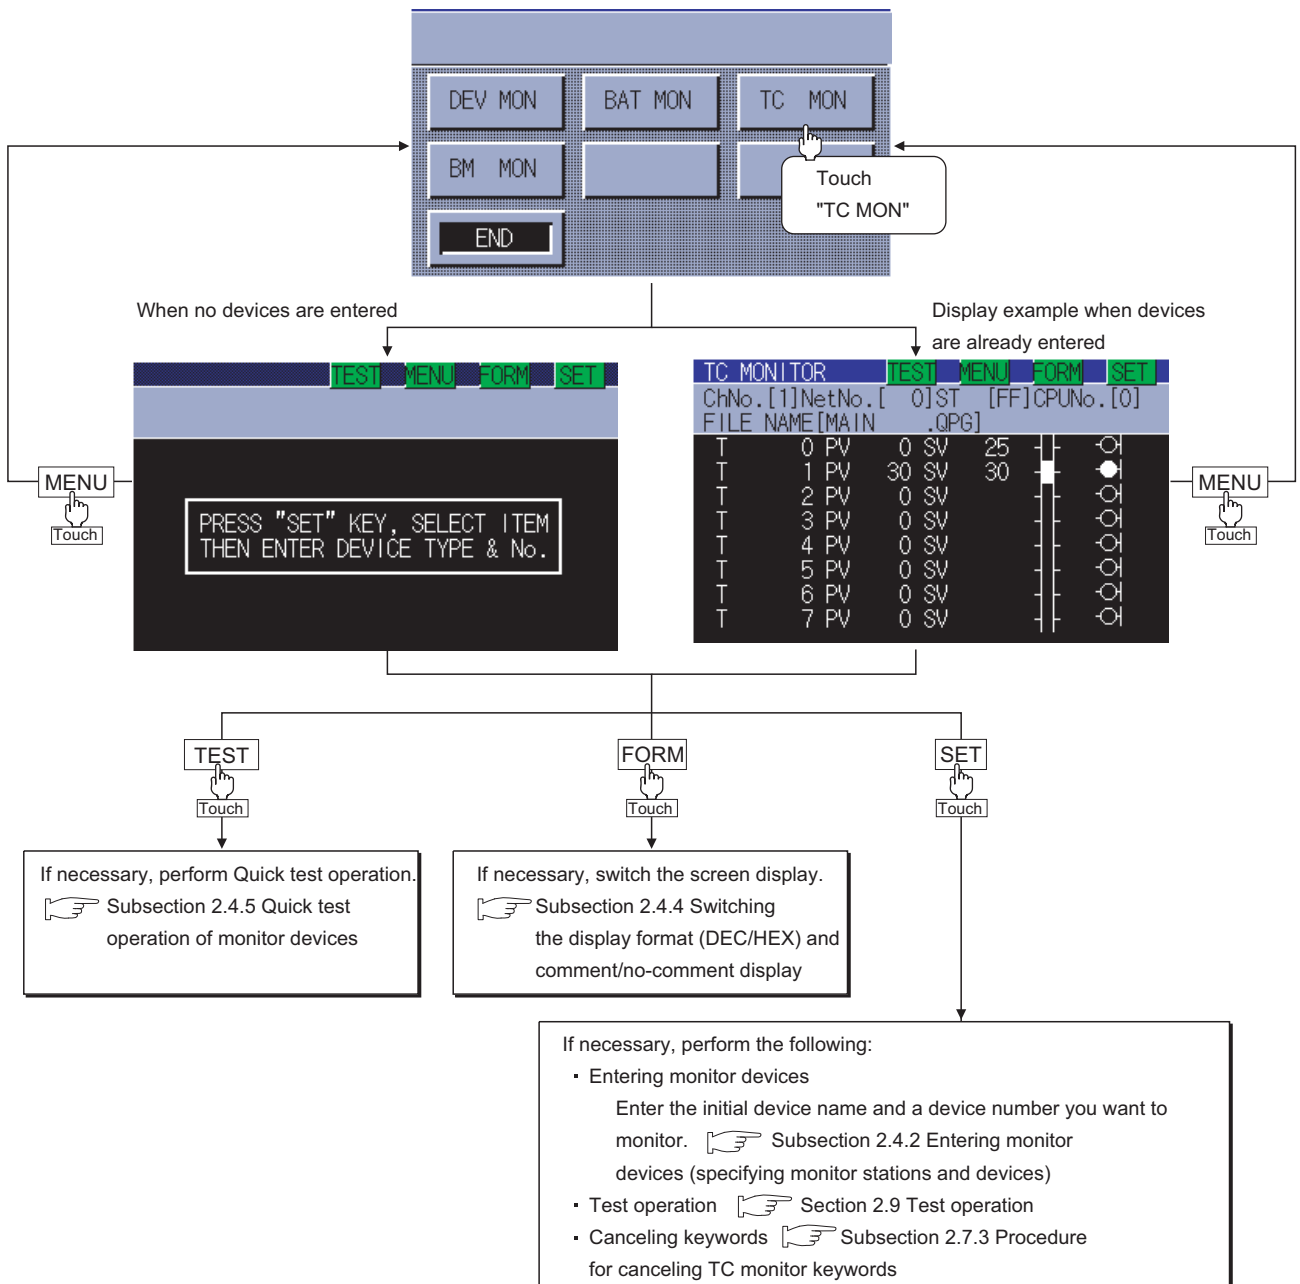 DEV MON
BAT MON
TC MON
BM MON
END
Touch
"TC MON"
When no devices are entered
Display example when devices
are already entered
TEST MENU FORM SET
PRESS "SET" KEY, SELECT ITEM
THEN ENTER DEVICE TYPE & No.
TC MONITOR TEST MENU FORM SET
ChNo.[1]NetNo.[ 0]ST [FF]CPUNo.[0]
FILE NAME[MAIN .QPG]
T 0 PV 0 SV 25
T 1 PV 30 SV 30
T 2 PV 0 SV
T 3 PV 0 SV
T 4 PV 0 SV
T 5 PV 0 SV
T 6 PV 0 SV
T 7 PV 0 SV
MENU
Touch
MENU
Touch
TEST
Touch
FORM
Touch
SET
Touch
If necessary, perform Quick test operation.
Subsection 2.4.5 Quick test
operation of monitor devices
If necessary, switch the screen display.
Subsection 2.4.4 Switching
the display format (DEC/HEX) and
comment/no-comment display
If necessary, perform the following:
• Entering monitor devices
Enter the initial device name and a device number you want to
monitor. Subsection 2.4.2 Entering monitor
devices (specifying monitor stations and devices)
• Test operation Section 2.9 Test operation
• Canceling keywords Subsection 2.7.3 Procedure
for canceling TC monitor keywords